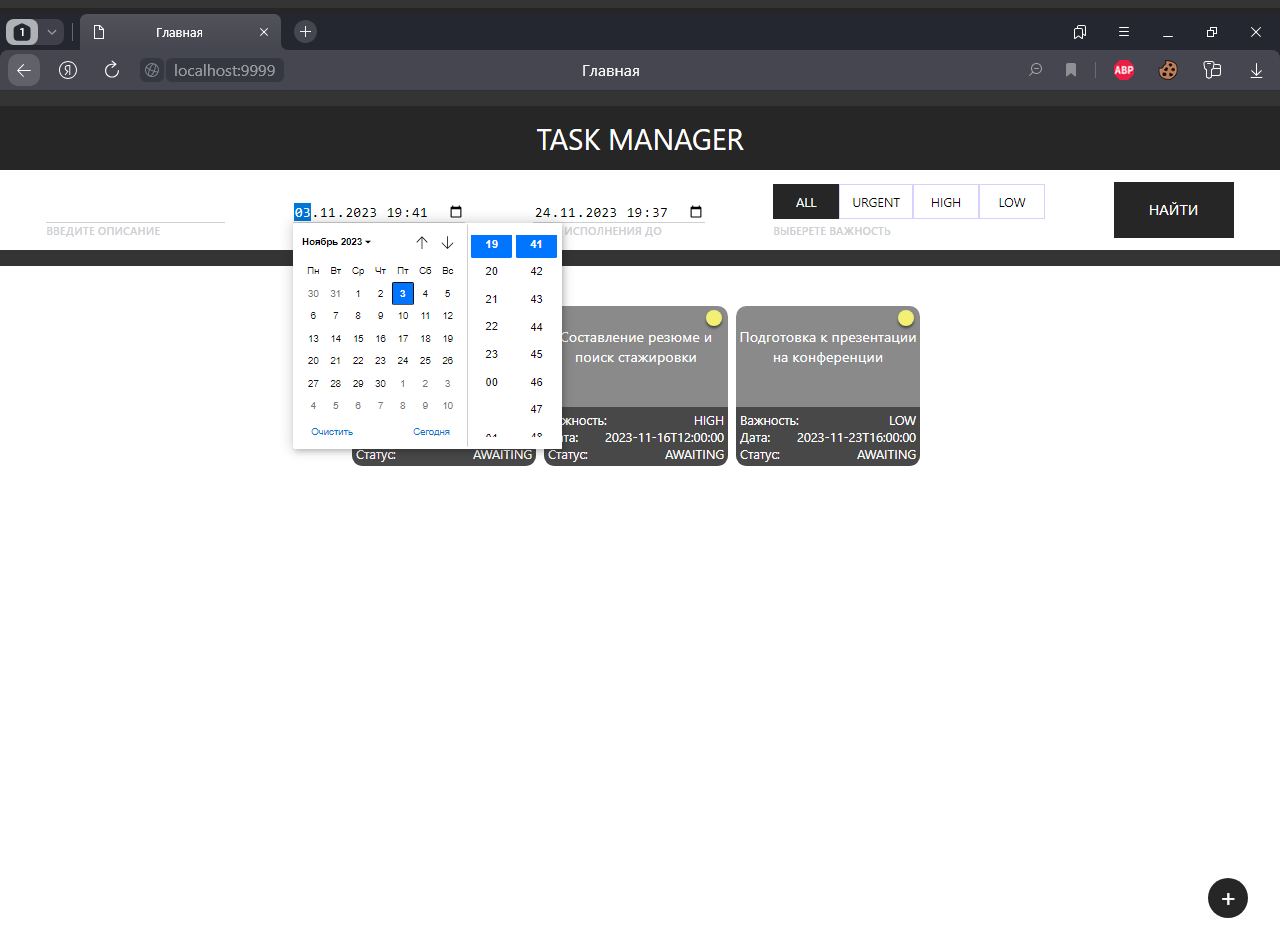 1
Главная
Я
localhost:9999
Главная
ABP
TASK MANAGER
03.11.2023 19:41
24.11.2023 19:37
ALL URGENT HIGH LOW
НАЙТИ
ВВЕДИТЕ ОПИСАНИЕ
ИСПОЛНЕНИЯ ДО
ВЫБЕРЕТЕ ВАЖНОСТЬ
Ноябрь 2023
Пн Вт Ср Чт Пт Сб Вс
30 31 1 2 3 4 5
6 7 8 9 10 11 12
13 14 15 16 17 18 19
20 21 22 23 24 25 26
27 28 29 30 1 2 3
4 5 6 7 8 9 10
Очистить Сегодня
19 41
20 42
21 43
22 44
23 45
00 46
47
Статус: AWAITING
Составление резюме и
поиск стажировки
HIGH
2023-11-16T12:00:00
Статус: AWAITING
Подготовка к презентации
на конференции
Важность: LOW
Дата: 2023-11-23T16:00:00
Статус: AWAITING
+